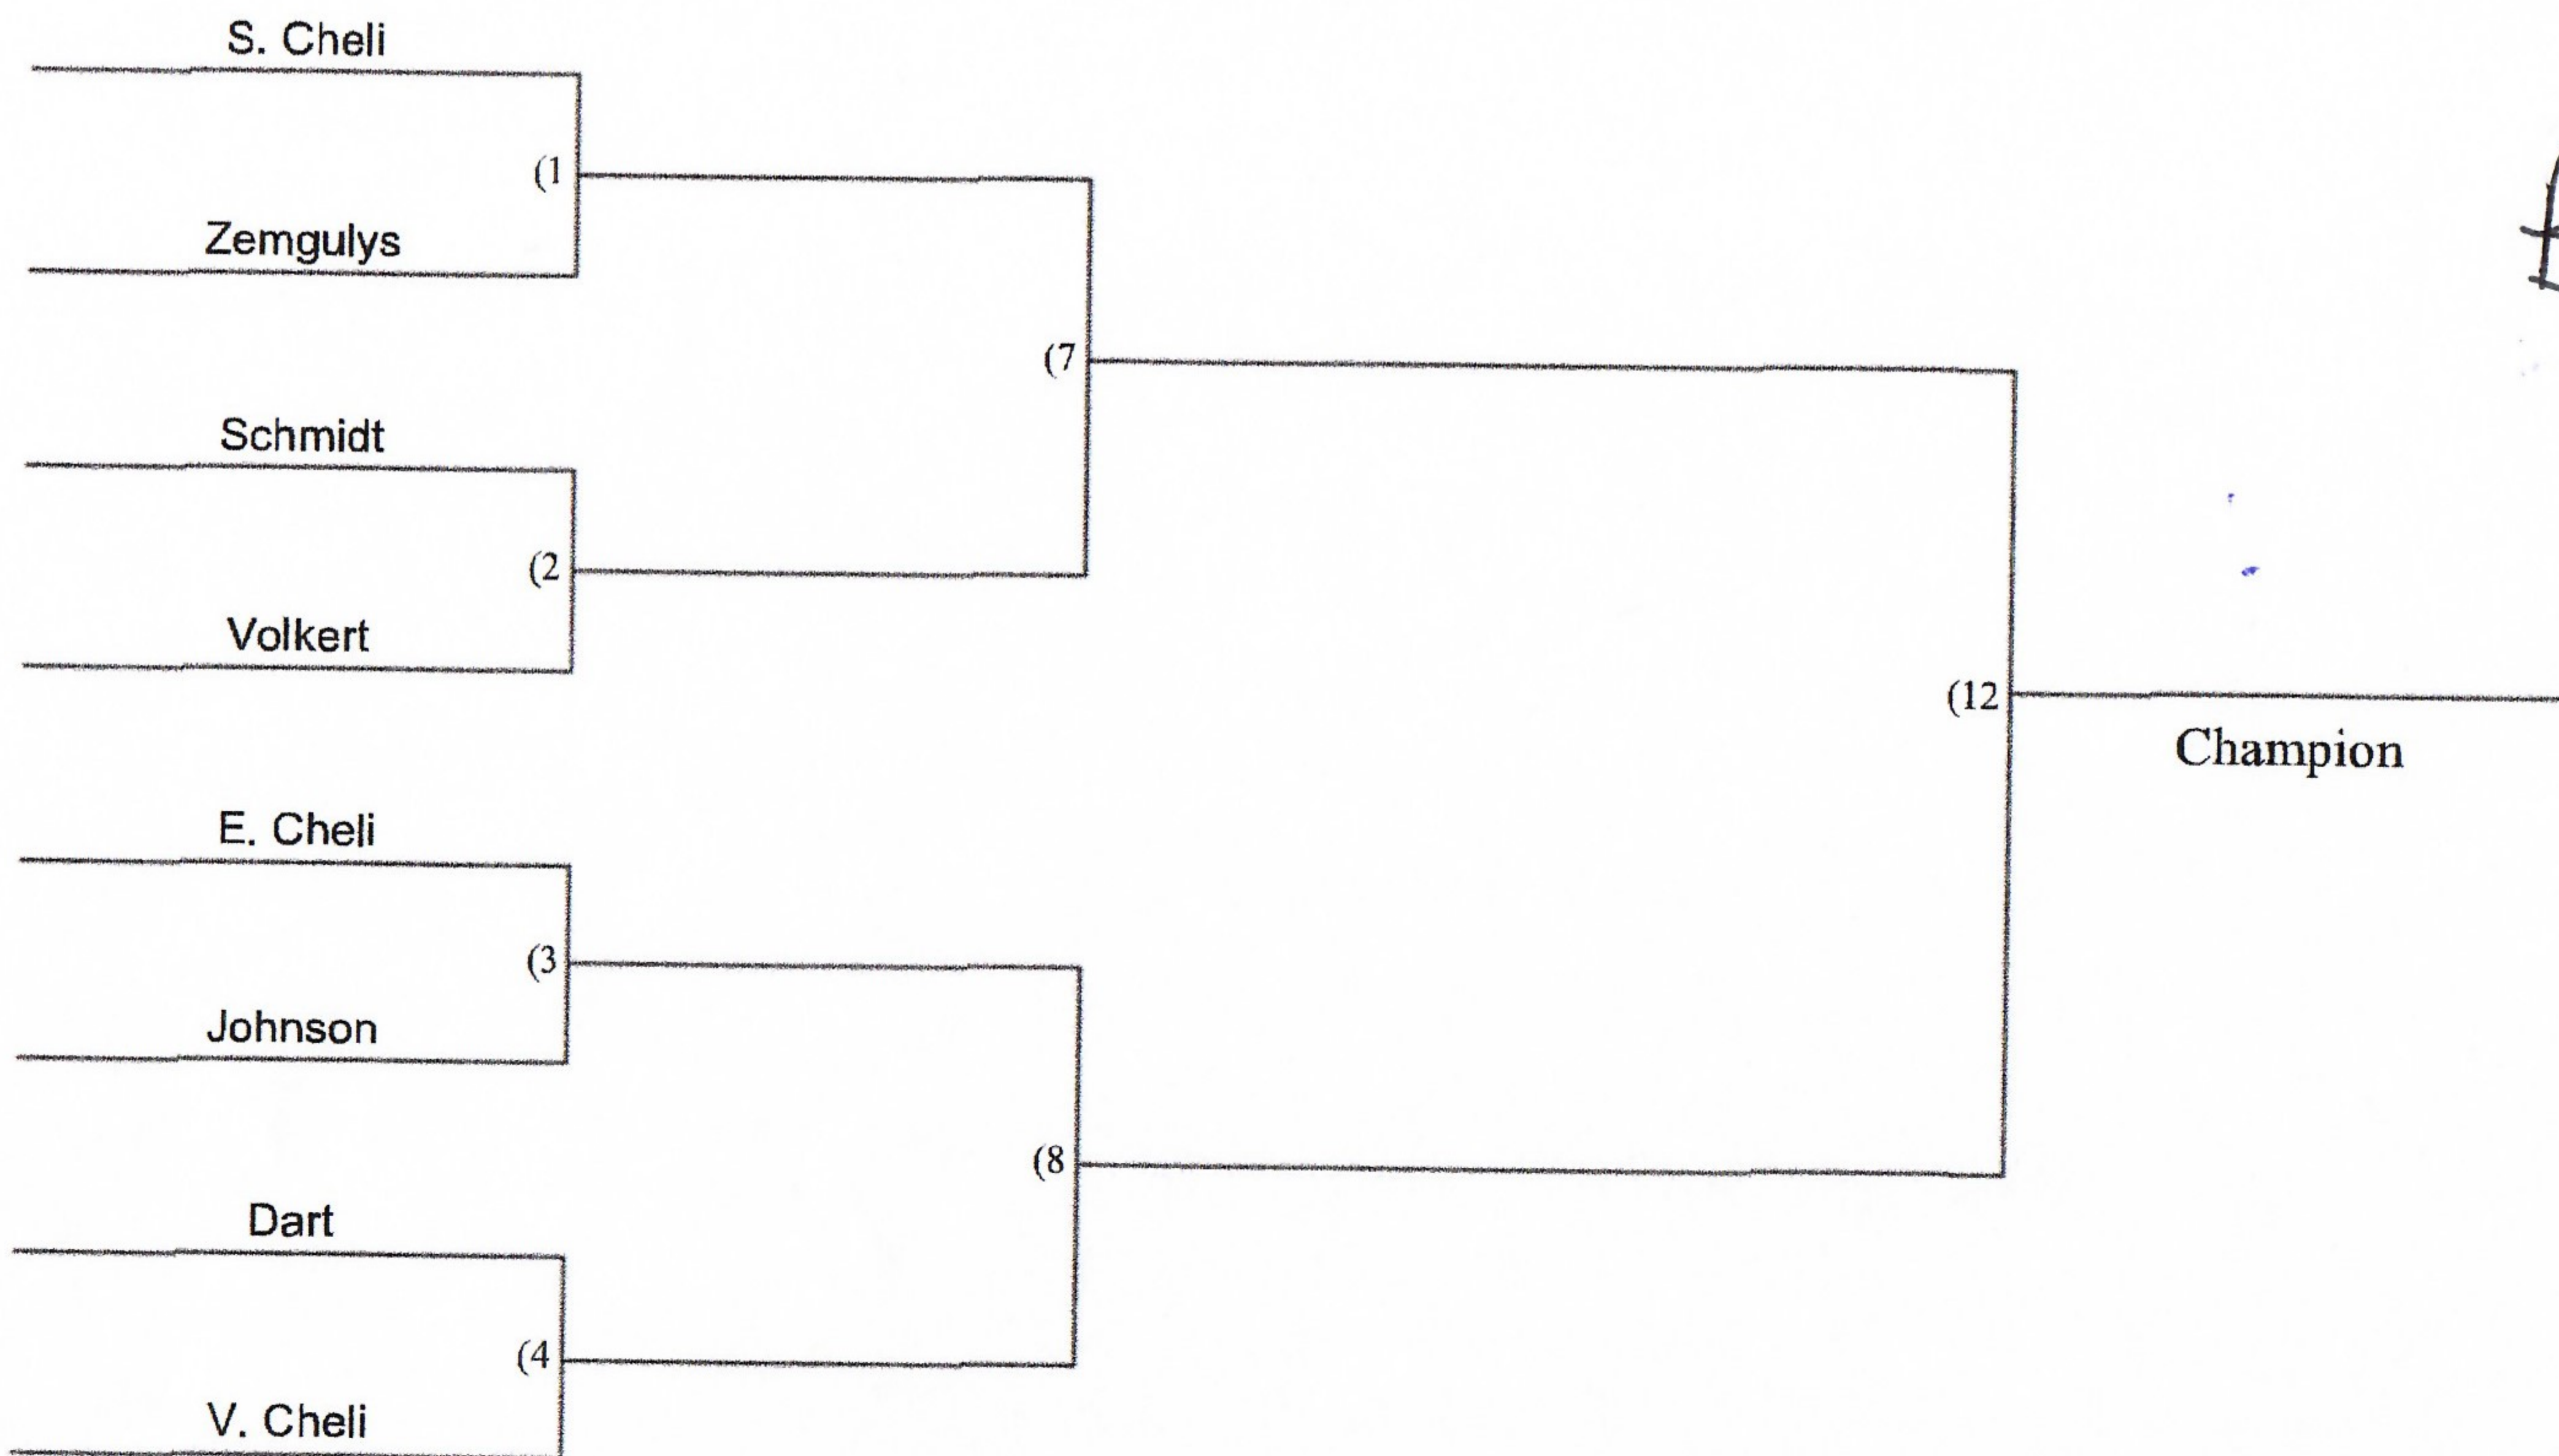 S. Cheli
(1
Zemgulys
(7
Schmidt
(2
Volkert
(12
Champion
E. Cheli
(3
Johnson
(8
Dart
(4
V. Cheli